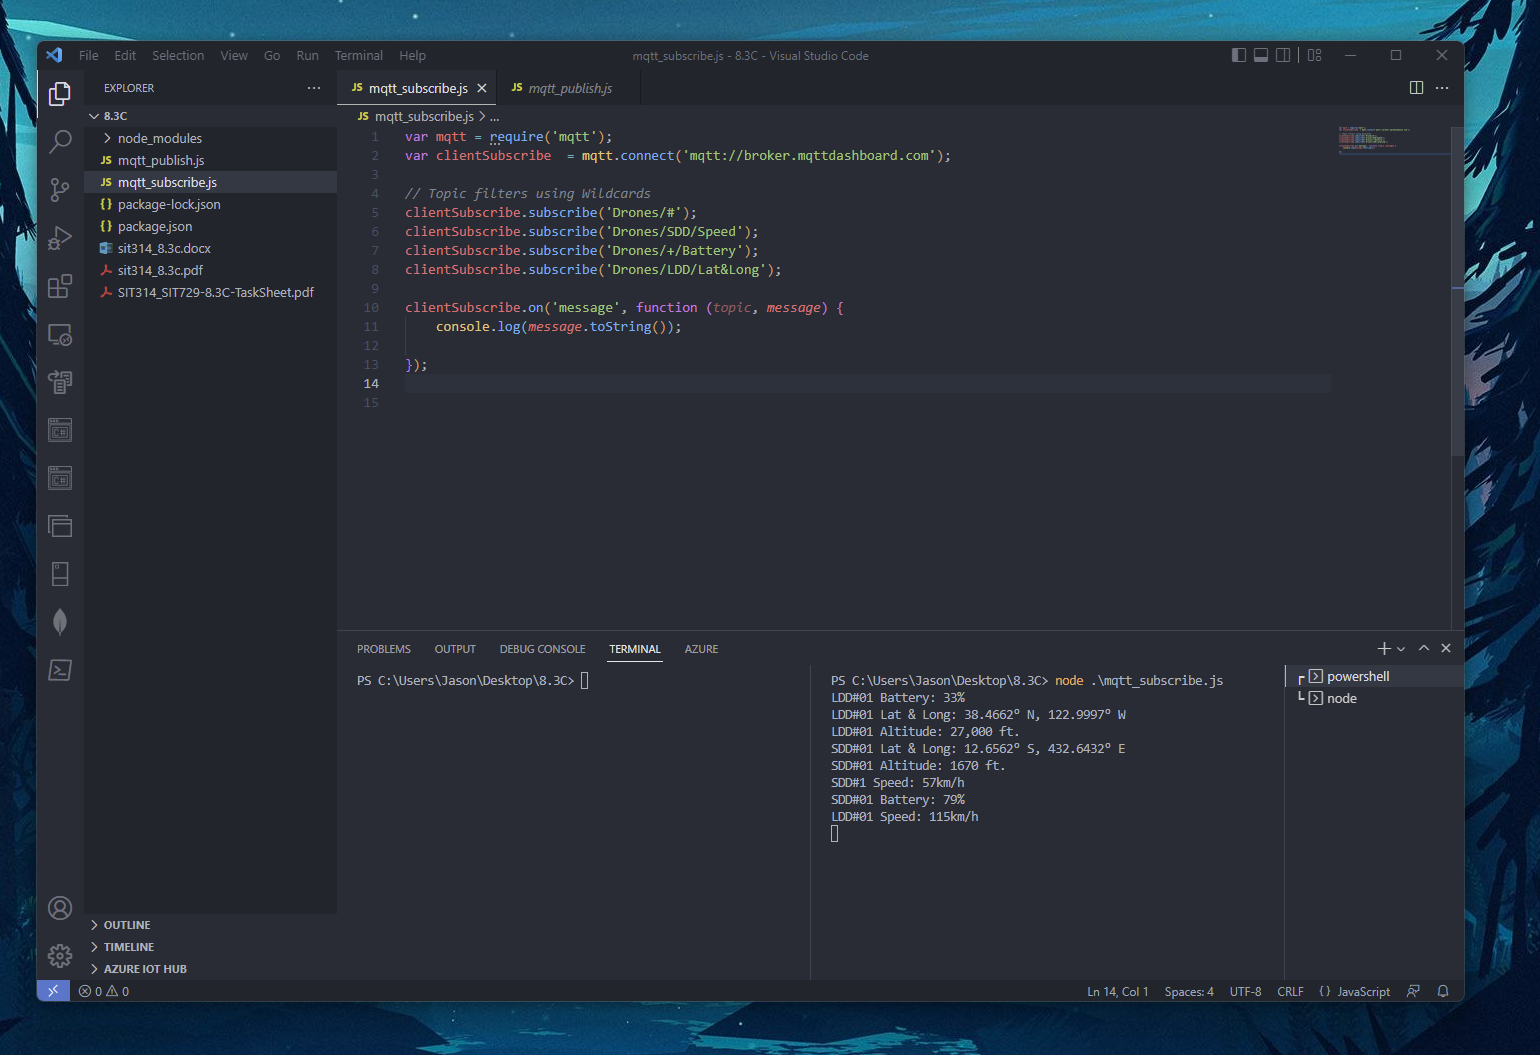 File Edit Selection View Go Run Terminal Help
mqtt_subscribe.js - 8.3C - Visual Studio Code
EXPLORER
8.3C
node_modules
JS mqtt_publish.js
JS mqtt_subscribe.js
{} package-lock.json
{} package.json
sit314_8.3c.docx
sit314_8.3c.pdf
SIT314_SIT729-8.3C-TaskSheet.pdf
OUTLINE
TIMELINE
AZURE IOT HUB
JS mqtt_subscribe.js
JS mqtt_publish.js
JS mqtt_subscribe.js > ...
1 var mqtt = require('mqtt');
2 var clientSubscribe  = mqtt.connect('mqtt://broker.mqttdashboard.com');
3
4 // Topic filters using Wildcards
5 clientSubscribe.subscribe('Drones/#');
6 clientSubscribe.subscribe('Drones/SDD/Speed');
7 clientSubscribe.subscribe('Drones/+/Battery');
8 clientSubscribe.subscribe('Drones/LDD/Lat&Long');
9
10 clientSubscribe.on('message', function (topic, message) {
11     console.log(message.toString());
12
13 });
14
15
PROBLEMS OUTPUT DEBUG CONSOLE TERMINAL AZURE
PS C:\Users\Jason\Desktop\8.3C>
PS C:\Users\Jason\Desktop\8.3C> node .\mqtt_subscribe.js
LDD#01 Battery: 33%
LDD#01 Lat & Long: 38.4662º N, 122.9997º W
LDD#01 Altitude: 27,000 ft.
SDD#01 Lat & Long: 12.6562º S, 432.6432º E
SDD#01 Altitude: 1670 ft.
SDD#1 Speed: 57km/h
SDD#01 Battery: 79%
LDD#01 Speed: 115km/h
powershell
node
0 0
Ln 14, Col 1 Spaces: 4 UTF-8 CRLF {} JavaScript